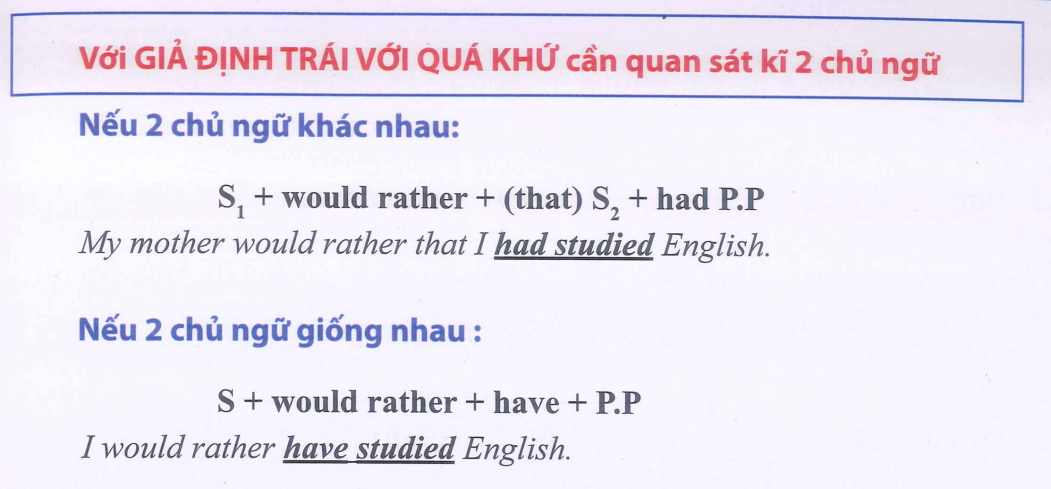 Với GIẢ ĐỊNH TRÁI VỚI QUÁ KHỨ cần quan sát kĩ 2 chủ ngữ
Nếu 2 chủ ngữ khác nhau:
S₁ + would rather + (that) S₂ + had P.P
My mother would rather that I had studied English.
Nếu 2 chủ ngữ giống nhau :
S + would rather + have + P.P
I would rather have studied English.